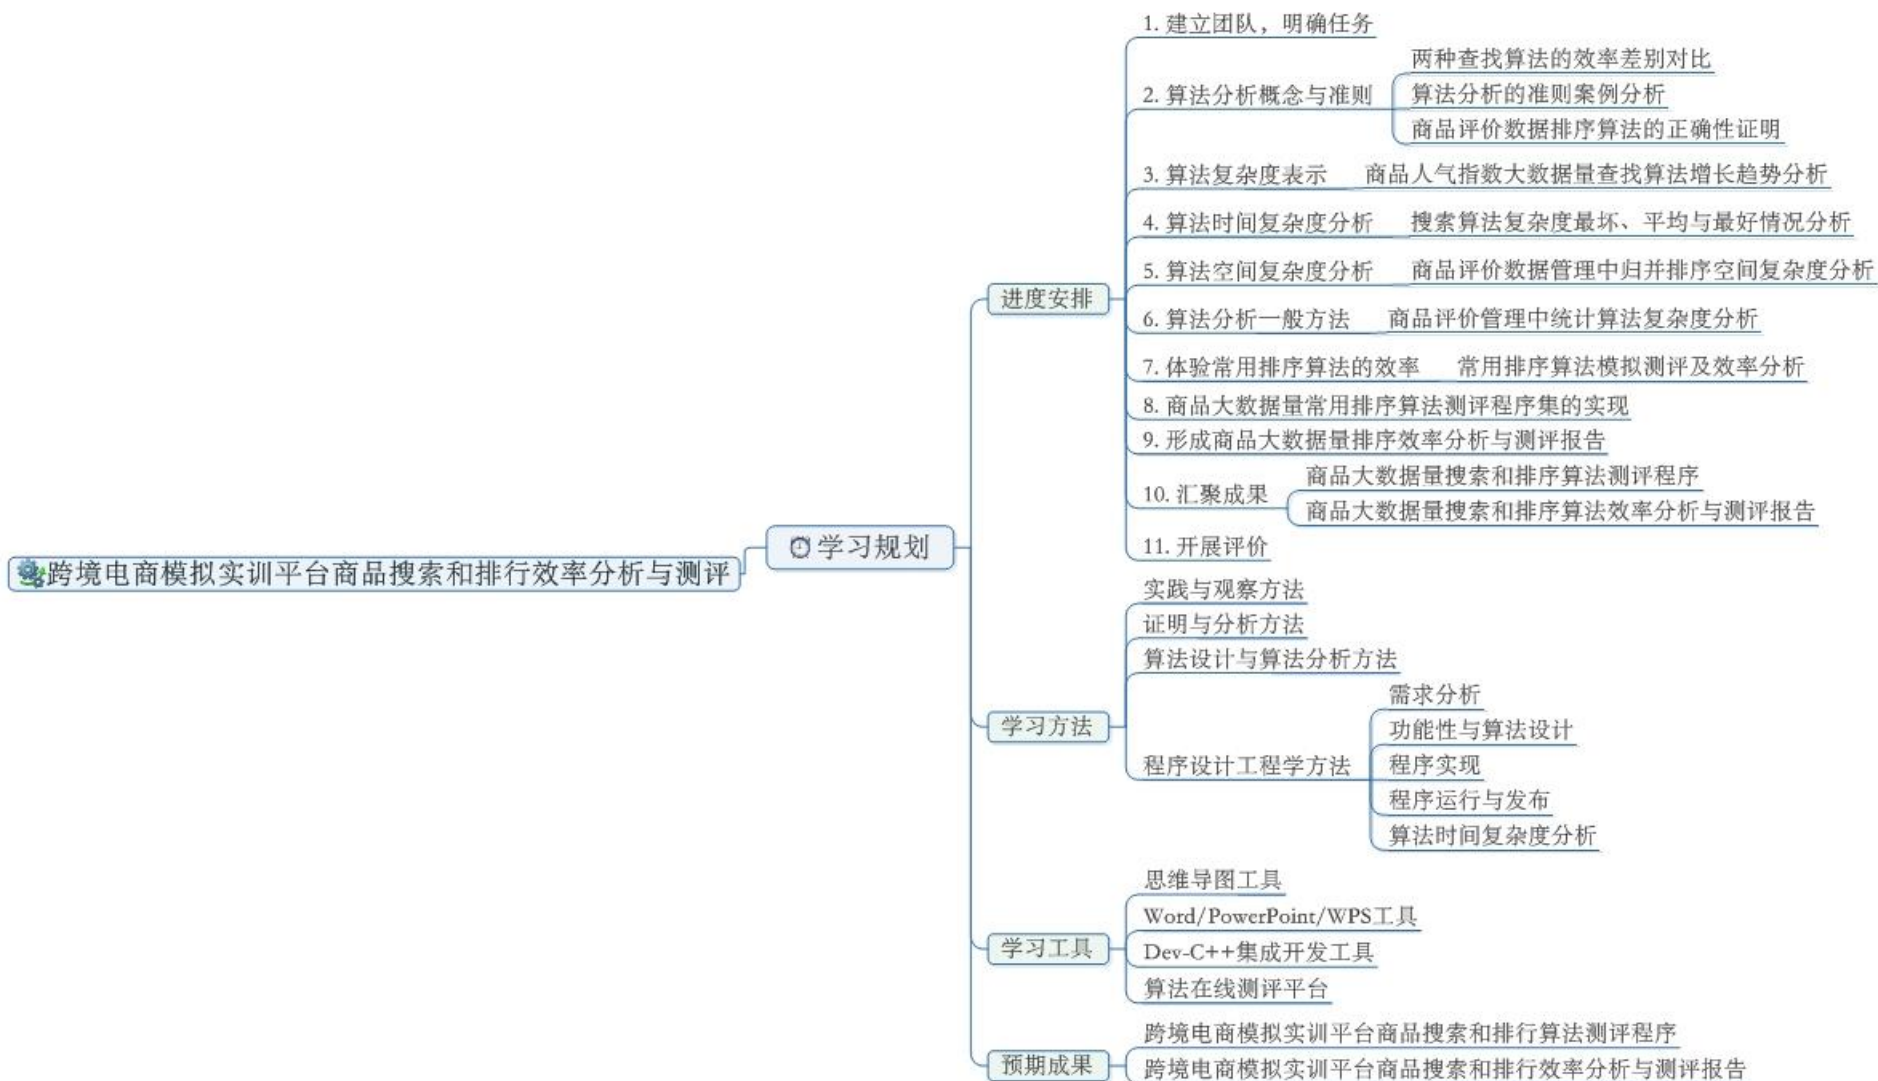 跨境电商模拟实训平台商品搜索和排行效率分析与测评
学习规划
进度安排
1. 建立团队，明确任务
2. 算法分析概念与准则
两种查找算法的效率差别对比
算法分析的准则案例分析
商品评价数据排序算法的正确性证明
3. 算法复杂度表示
商品人气指数大数据量查找算法增长趋势分析
4. 算法时间复杂度分析
搜索算法复杂度最坏、平均与最好情况分析
5. 算法空间复杂度分析
商品评价数据管理中归并排序空间复杂度分析
6. 算法分析一般方法
商品评价管理中统计算法复杂度分析
7. 体验常用排序算法的效率
常用排序算法模拟测评及效率分析
8. 商品大数据量常用排序算法测评程序集的实现
9. 形成商品大数据量排序效率分析与测评报告
10. 汇聚成果
商品大数据量搜索和排序算法测评程序
商品大数据量搜索和排序算法效率分析与测评报告
11. 开展评价
学习方法
实践与观察方法
证明与分析方法
算法设计与算法分析方法
程序设计工程学方法
需求分析
功能性与算法设计
程序实现
程序运行与发布
算法时间复杂度分析
学习工具
思维导图工具
Word/PowerPoint/WPS工具
Dev-C++集成开发工具
算法在线测评平台
预期成果
跨境电商模拟实训平台商品搜索和排行算法测评程序
跨境电商模拟实训平台商品搜索和排行效率分析与测评报告